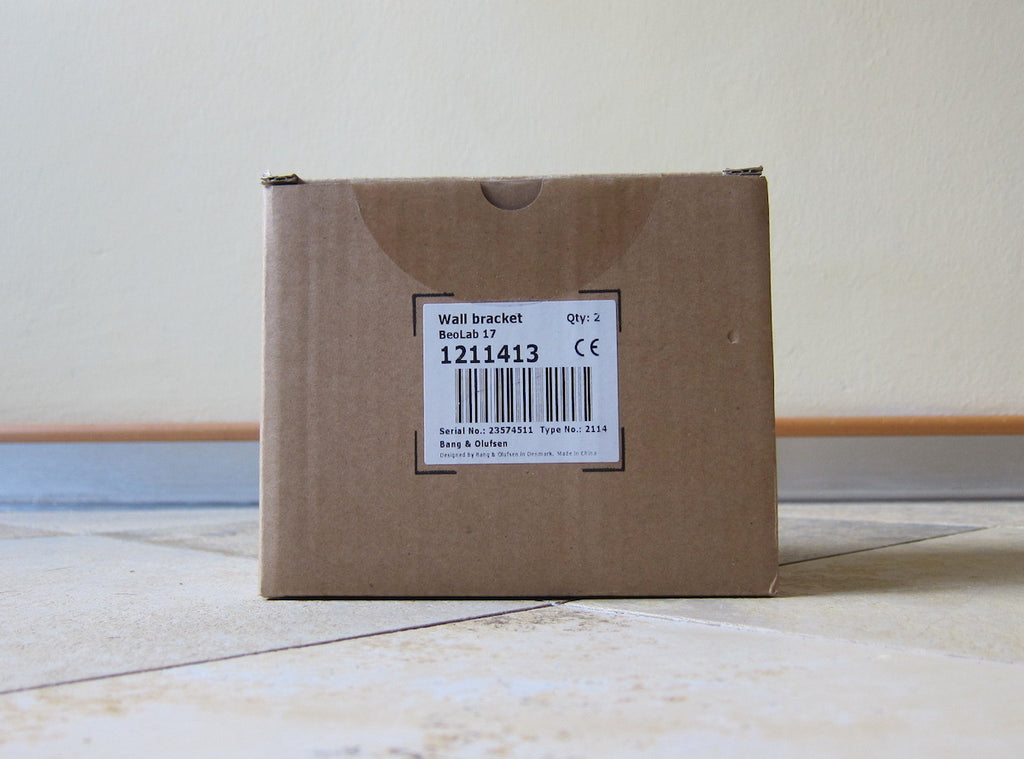 Wall bracket Qty: 2
BeoLab 17
1211413 CE
Serial No.: 23574511 Type No.: 2114
Bang & Olufsen
Designed by Bang & Olufsen in Denmark. Made in China